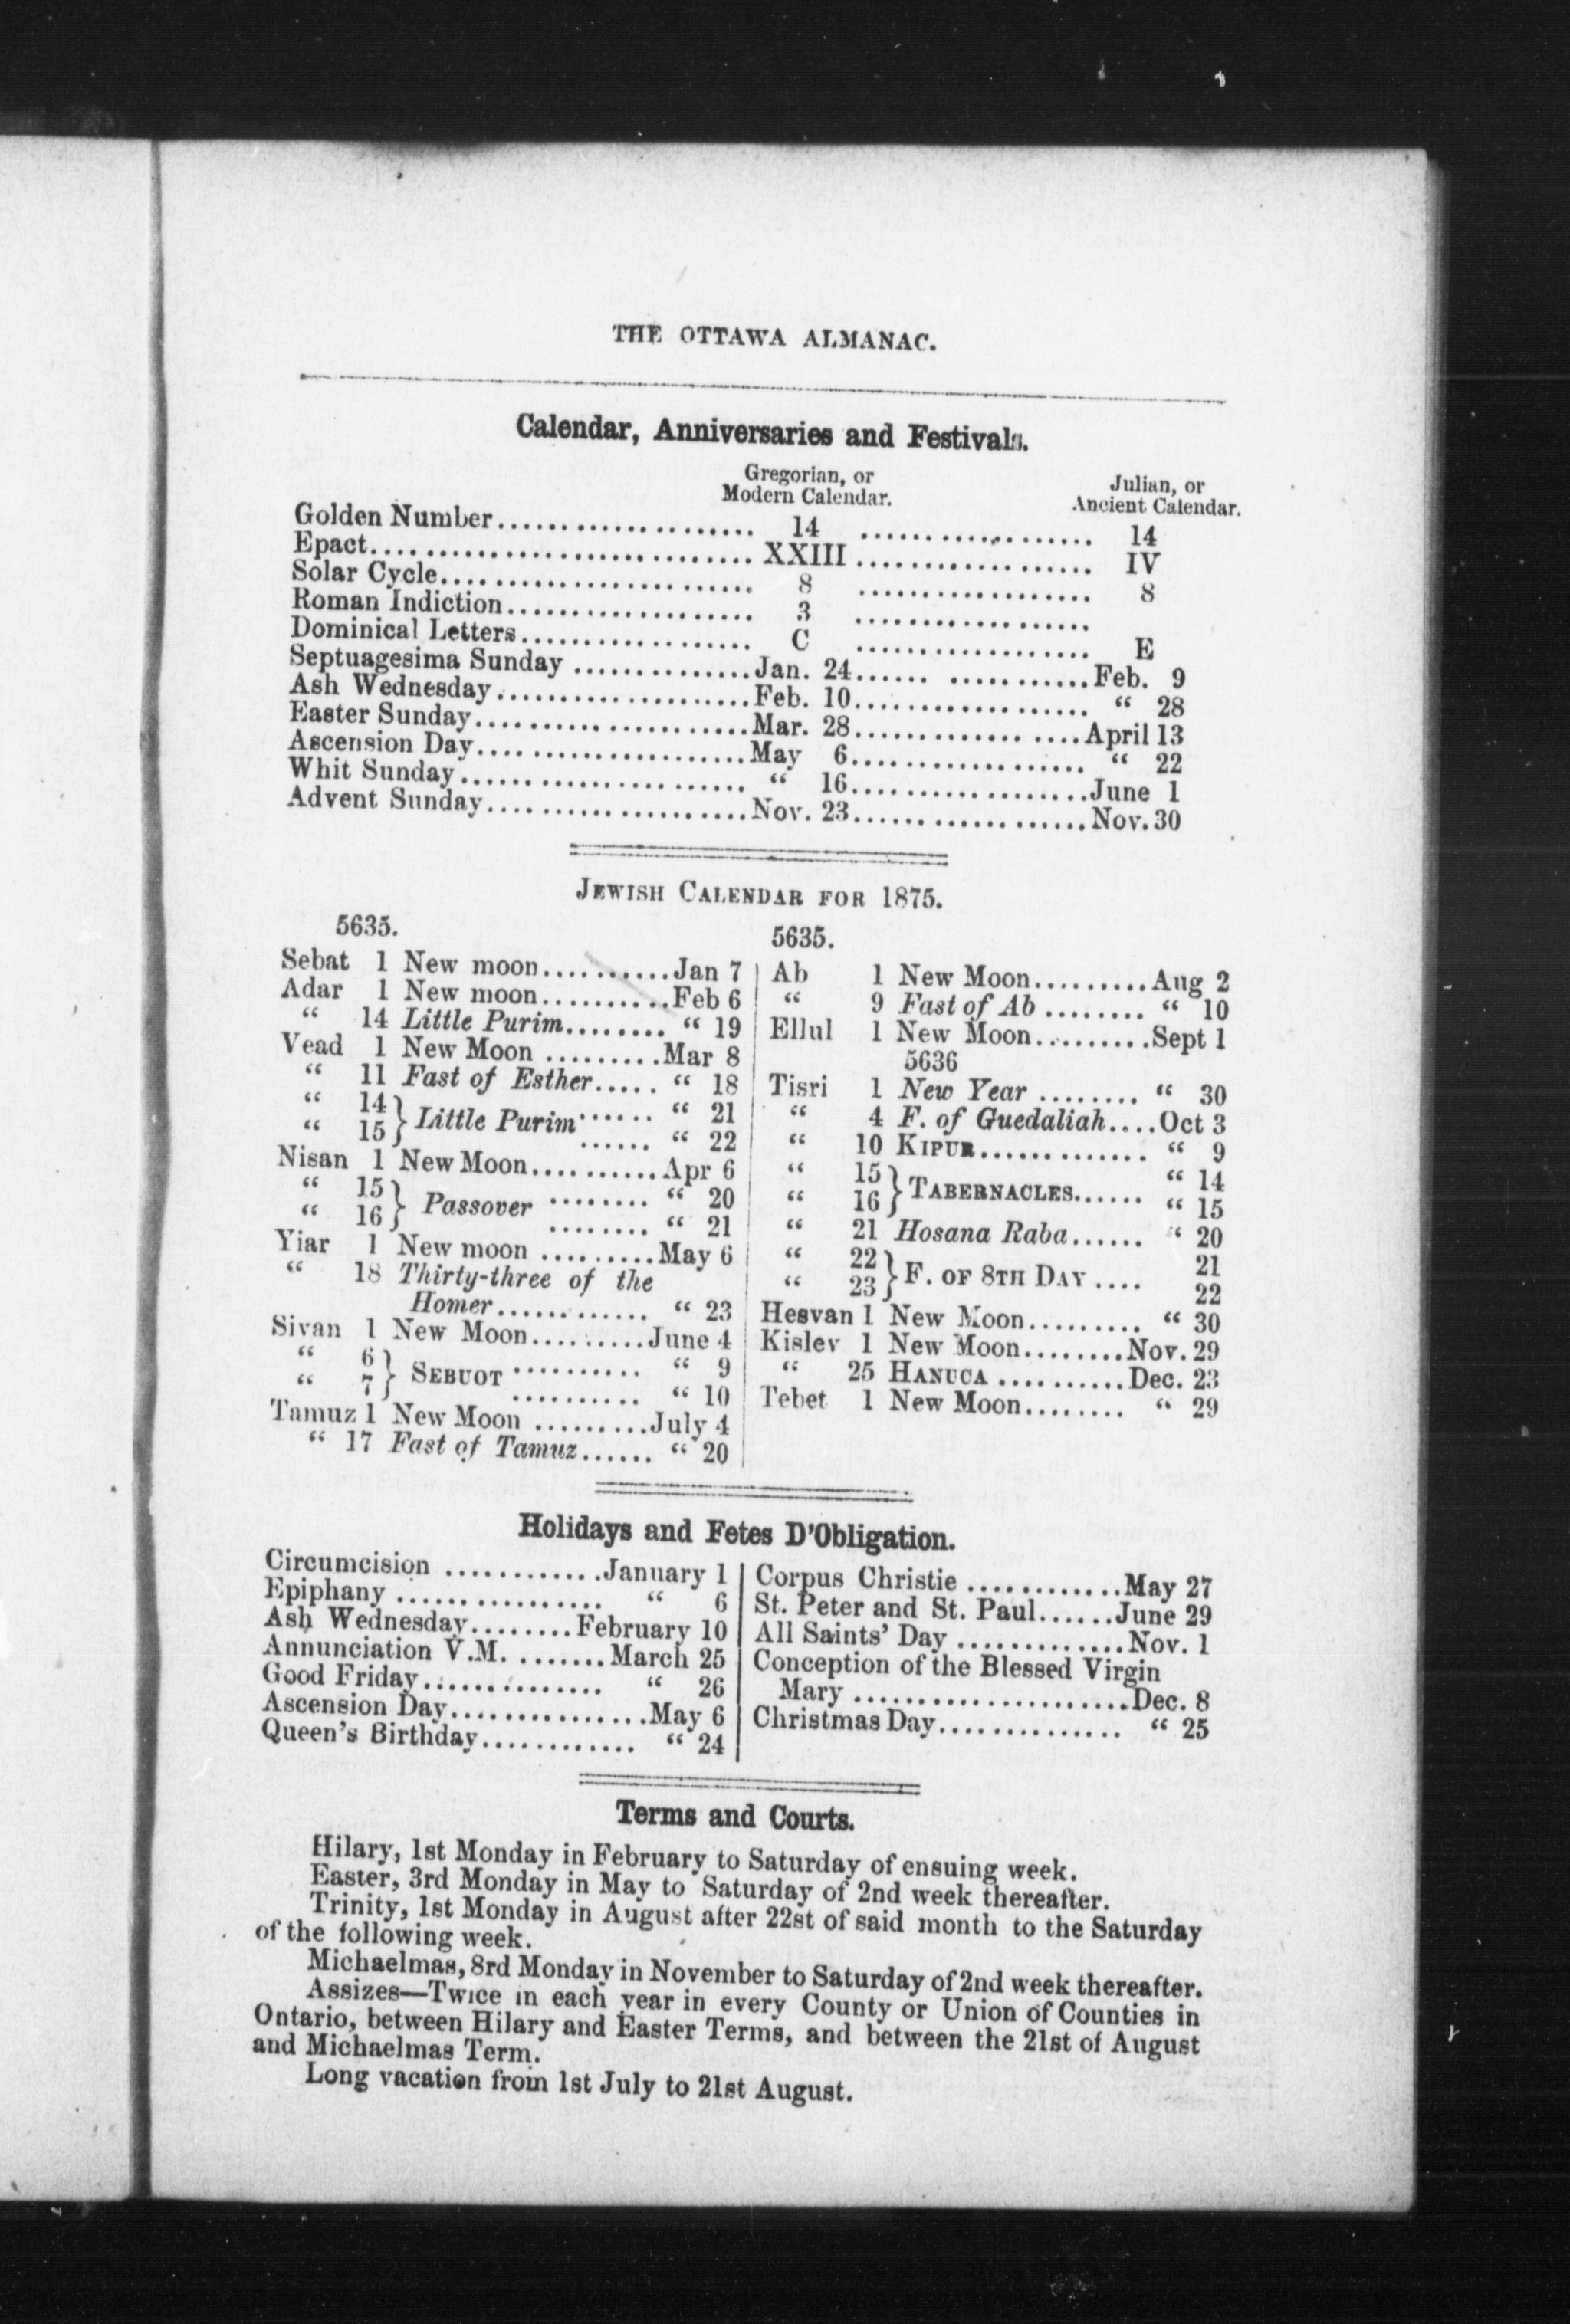 THE OTTAWA ALMANAC.
Calendar, Anniversaries and Festivals.
Gregorian, or Modern Calendar. Julian, or Ancient Calendar.
Golden Number..................... 14 .................. 14
Epact............................. XXIII .................. IV
Solar Cycle........................ 8 .................. 8
Roman Indiction................... 3 ..................
Dominical Letters.................. C .................. E
Septuagesima Sunday ..............Jan. 24...... ...........Feb. 9
Ash Wednesday....................Feb. 10.................. “ 28
Easter Sunday.....................Mar. 28............. ....April 13
Ascension Day.....................May 6.................. “ 22
Whit Sunday...................... “ 16..................June 1
Advent Sunday....................Nov. 23..................Nov. 30
JEWISH CALENDAR FOR 1875.
5635.
Sebat 1 New moon..........Jan 7
Adar 1 New moon..........Feb 6
“ 14 Little Purim........ “ 19
Vead 1 New Moon .........Mar 8
“ 11 Fast of Esther..... “ 18
“ 14 } Little Purim ...... “ 21
“ 15 } ...... “ 22
Nisan 1 New Moon..........Apr 6
“ 15 } Passover ........ “ 20
“ 16 } ........ “ 21
Yiar 1 New moon .........May 6
“ 18 Thirty-three of the
Homer............ “ 23
Sivan 1 New Moon.........June 4
“ 6 } SEBUOT .......... “ 9
“ 7 } .......... “ 10
Tamuz 1 New Moon .........July 4
“ 17 Fast of Tamuz...... “ 20
5635.
Ab 1 New Moon.........Aug 2
“ 9 Fast of Ab ........ “ 10
Ellul 1 New Moon.........Sept 1
5636
Tisri 1 New Year ........ “ 30
“ 4 F. of Guedaliah....Oct 3
“ 10 KIPUR............. “ 9
“ 15 } TABERNACLES...... “ 14
“ 16 } “ 15
“ 21 Hosana Raba...... “ 20
“ 22 } F. OF 8TH DAY .... 21
“ 23 } 22
Hesvan 1 New Moon......... “ 30
Kislev 1 New Moon........Nov. 29
“ 25 HANUCA ..........Dec. 23
Tebet 1 New Moon........ “ 29
Holidays and Fetes D’Obligation.
Circumcision ............January 1
Epiphany ................ “ 6
Ash Wednesday........February 10
Annunciation V.M. .......March 25
Good Friday.............. “ 26
Ascension Day...............May 6
Queen’s Birthday............ “ 24
Corpus Christie ............May 27
St. Peter and St. Paul......June 29
All Saints’ Day .............Nov. 1
Conception of the Blessed Virgin
Mary .....................Dec. 8
Christmas Day.............. “ 25
Terms and Courts.
Hilary, 1st Monday in February to Saturday of ensuing week.
Easter, 3rd Monday in May to Saturday of 2nd week thereafter.
Trinity, 1st Monday in August after 22st of said month to the Saturday
of the following week.
Michaelmas, 8rd Monday in November to Saturday of 2nd week thereafter.
Assizes—Twice in each year in every County or Union of Counties in
Ontario, between Hilary and Easter Terms, and between the 21st of August
and Michaelmas Term.
Long vacation from 1st July to 21st August.